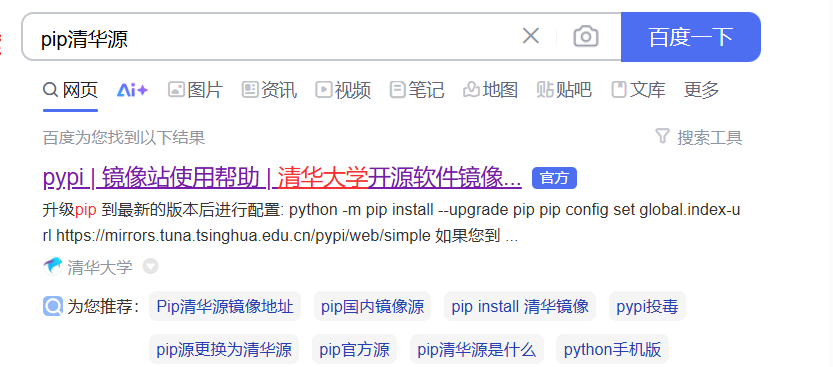 pip清华源 百度一下
网页 Ai+ 图片 资讯 视频 笔记 地图 贴吧 文库 更多
百度为您找到以下结果 搜索工具
pypi | 镜像站使用帮助 | 清华大学开源软件镜像... 官方
升级pip 到最新的版本后进行配置: python -m pip install --upgrade pip pip config set global.index-u
rl https://mirrors.tuna.tsinghua.edu.cn/pypi/web/simple 如果您到 ...
清华大学
为您推荐: Pip清华源镜像地址 pip国内镜像源 pip install 清华镜像 pypi投毒
pip源更换为清华源 pip官方源 pip清华源是什么 python手机版